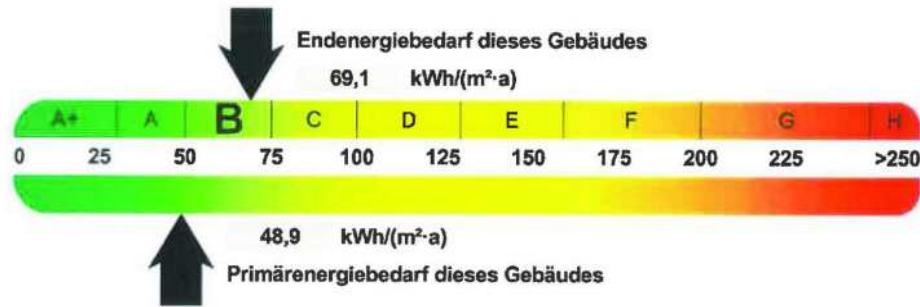 Endenergiebedarf dieses Gebäudes
69,1 kWh/(m²·a)
A+ A B C D E F G H
0 25 50 75 100 125 150 175 200 225 >250
48,9 kWh/(m²·a)
Primärenergiebedarf dieses Gebäudes